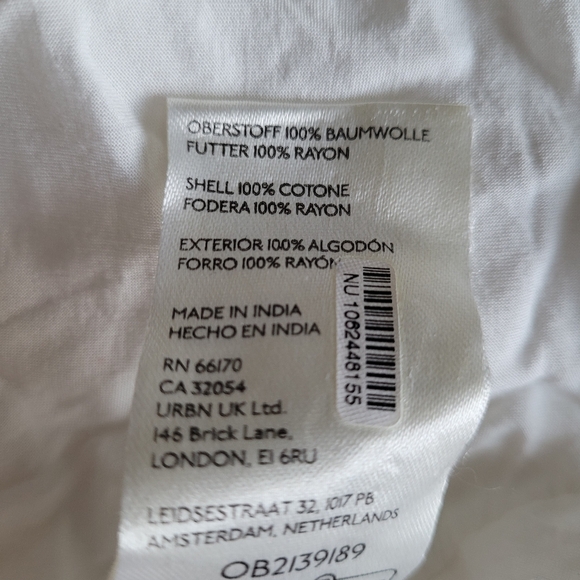 OBERSTOFF 100% BAUMWOLLE
FUTTER 100% RAYON
SHELL 100% COTONE
FODERA 100% RAYON
EXTERIOR 100% ALGODÓN
FORRO 100% RAYÓN
MADE IN INDIA
HECHO EN INDIA
RN 66170
CA 32054
URBN UK Ltd.
146 Brick Lane,
LONDON, E1 6RU
LEIDSESTRAAT 32, 1017 PB
AMSTERDAM, NETHERLANDS
OB2139189
NU 1062448155